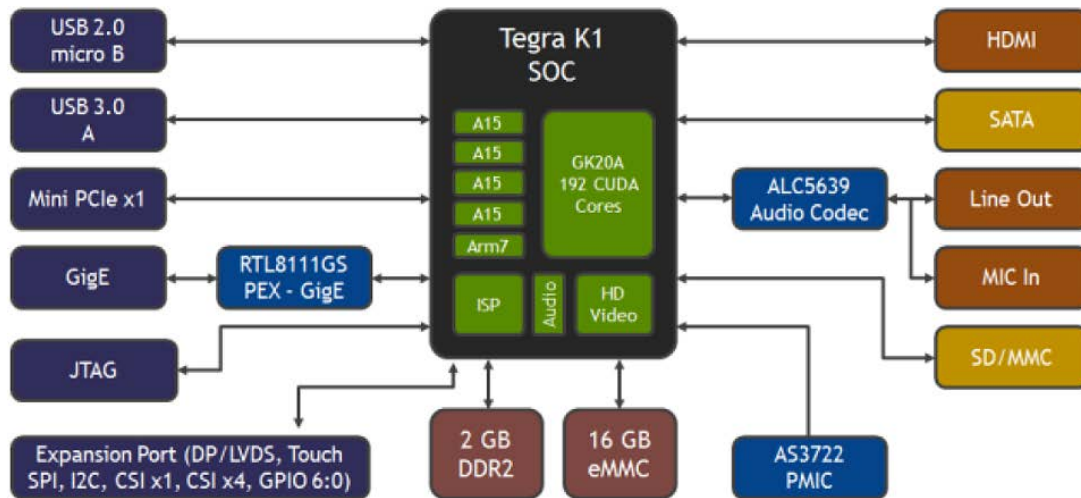 USB 2.0
micro B
USB 3.0
A
Mini PCIe x1
GigE
RTL8111GS
PEX - GigE
JTAG
Expansion Port (DP/LVDS, Touch
SPI, I2C, CSI x1, CSI x4, GPIO 6:0)
Tegra K1
SOC
A15
A15
A15
A15
Arm7
GK20A
192 CUDA
Cores
ISP
Audio
HD
Video
2 GB
DDR2
16 GB
eMMC
HDMI
SATA
ALC5639
Audio Codec
Line Out
MIC In
SD/MMC
AS3722
PMIC